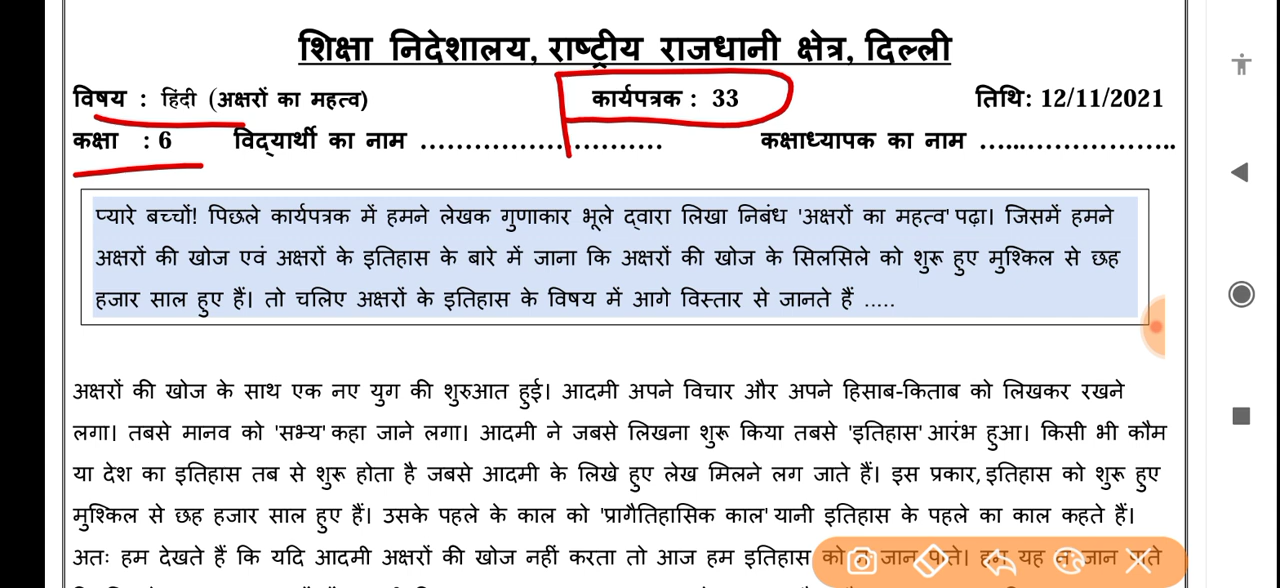 शिक्षा निदेशालय, राष्ट्रीय राजधानी क्षेत्र, दिल्ली
विषय : हिंदी (अक्षरों का महत्व) कार्यपत्रक : 33 तिथि: 12/11/2021
कक्षा : 6 विद्यार्थी का नाम ........................... कक्षाध्यापक का नाम ......................
प्यारे बच्चों! पिछले कार्यपत्रक में हमने लेखक गुणाकार भूले द्वारा लिखा निबंध 'अक्षरों का महत्व' पढ़ा। जिसमें हमने
अक्षरों की खोज एवं अक्षरों के इतिहास के बारे में जाना कि अक्षरों की खोज के सिलसिले को शुरू हुए मुश्किल से छह
हजार साल हुए हैं। तो चलिए अक्षरों के इतिहास के विषय में आगे विस्तार से जानते हैं .....
अक्षरों की खोज के साथ एक नए युग की शुरुआत हुई। आदमी अपने विचार और अपने हिसाब-किताब को लिखकर रखने
लगा। तबसे मानव को 'सभ्य' कहा जाने लगा। आदमी ने जबसे लिखना शुरू किया तबसे 'इतिहास' आरंभ हुआ। किसी भी कौम
या देश का इतिहास तब से शुरू होता है जबसे आदमी के लिखे हुए लेख मिलने लग जाते हैं। इस प्रकार, इतिहास को शुरू हुए
मुश्किल से छह हजार साल हुए हैं। उसके पहले के काल को 'प्रागैतिहासिक काल' यानी इतिहास के पहले का काल कहते हैं।
अतः हम देखते हैं कि यदि आदमी अक्षरों की खोज नहीं करता तो आज हम इतिहास को न जान पाते। हम यह न जान पाते